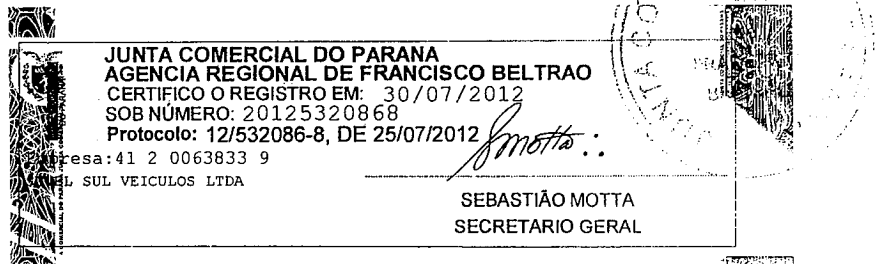 JUNTA COMERCIAL DO PARANA
AGENCIA REGIONAL DE FRANCISCO BELTRAO
CERTIFICO O REGISTRO EM: 30/07/2012
SOB NÚMERO: 20125320868
Protocolo: 12/532086-8, DE 25/07/2012
:41 2 0063833 9
SUL VEICULOS LTDA
SEBASTIÃO MOTTA
SECRETARIO GERAL